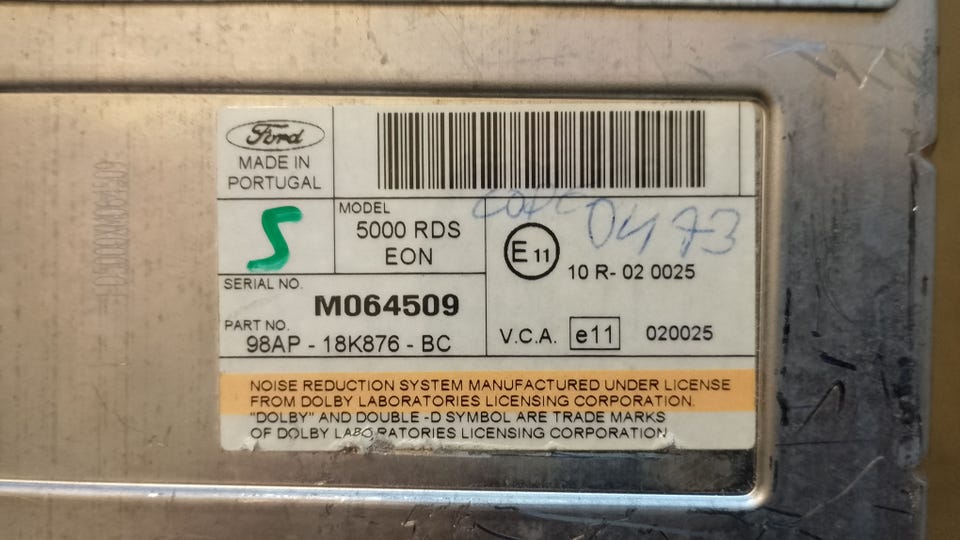 Ford
MADE IN
PORTUGAL
CODE
0473
5
MODEL
5000 RDS
EON
E 11
10 R- 02 0025
SERIAL NO.
M064509
PART NO.
98AP - 18K876 - BC
V.C.A. e11 020025
NOISE REDUCTION SYSTEM MANUFACTURED UNDER LICENSE
FROM DOLBY LABORATORIES LICENSING CORPORATION.
"DOLBY" AND DOUBLE -D SYMBOL ARE TRADE MARKS
OF DOLBY LABORATORIES LICENSING CORPORATION